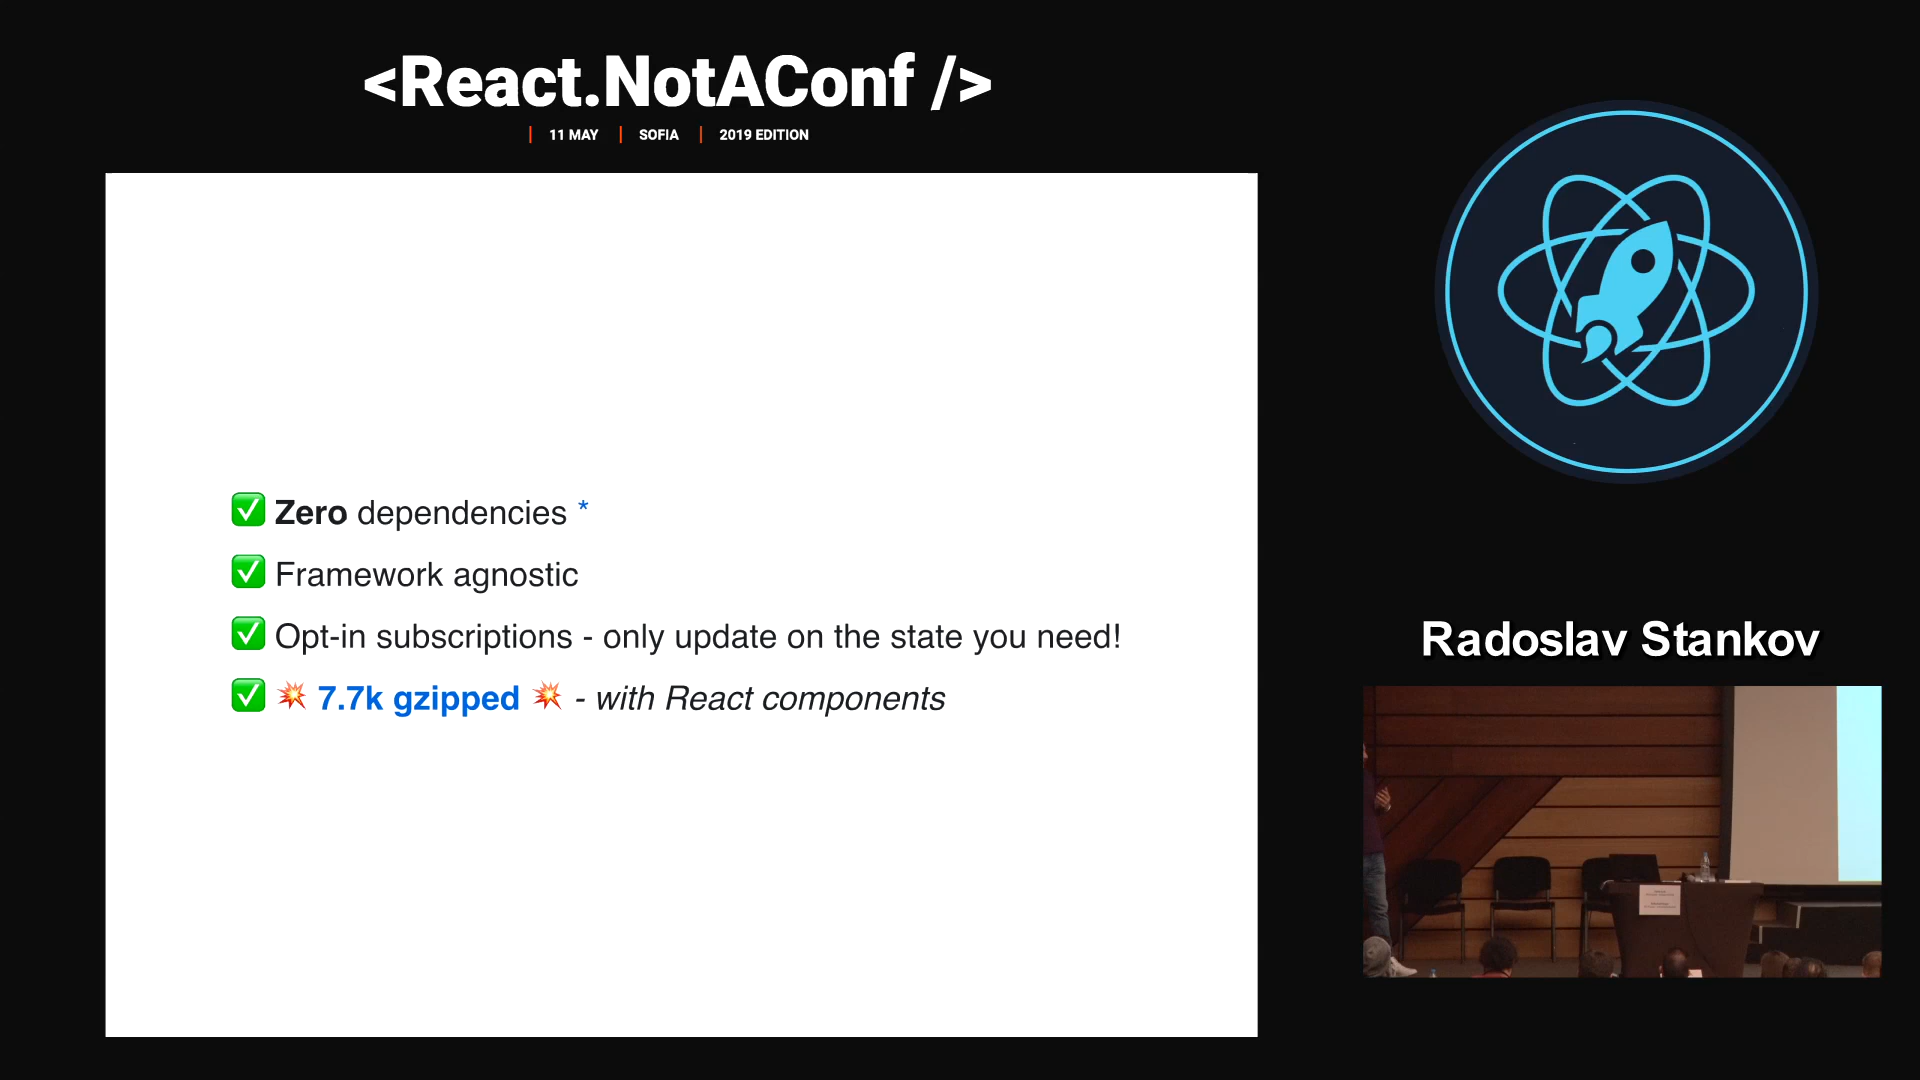 <React.NotAConf />
| 11 MAY | SOFIA | 2019 EDITION
✅ Zero dependencies *
✅ Framework agnostic
✅ Opt-in subscriptions - only update on the state you need!
✅ 💥 7.7k gzipped 💥 - with React components
Radoslav Stankov